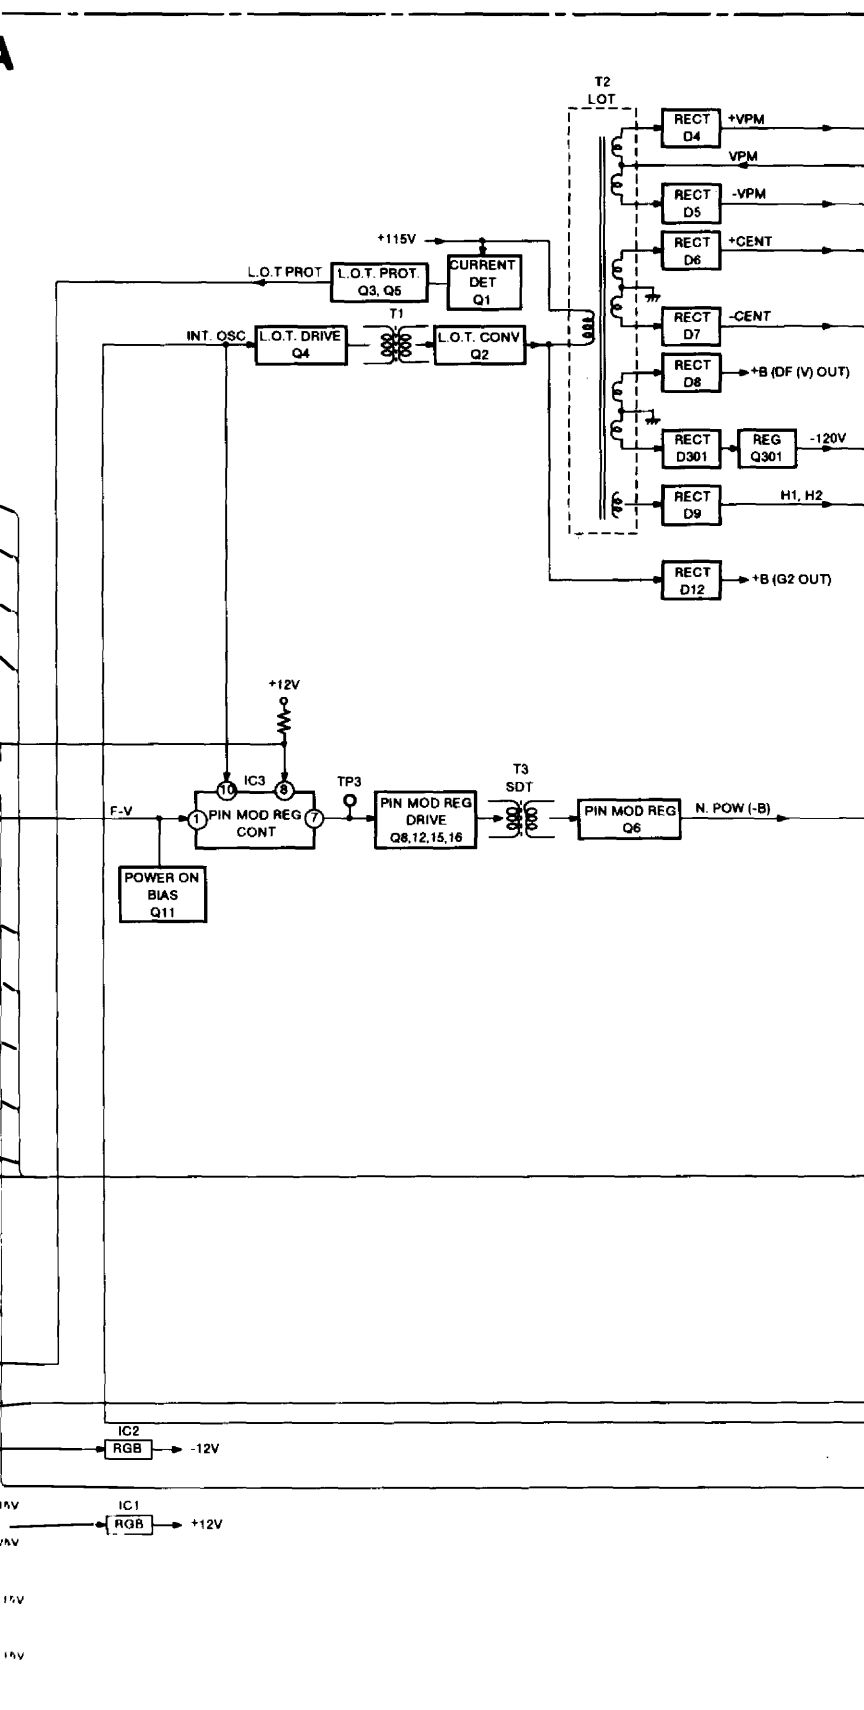 A
T2
LOT
RECT
D4
+VPM
VPM
RECT
D5
-VPM
RECT
D6
+CENT
+115V
CURRENT
DET
Q1
L.O.T. PROT.
Q3, Q5
L.O.T PROT
T1
INT. OSC
L.O.T. DRIVE
Q4
L.O.T. CONV
Q2
RECT
D7
-CENT
RECT
D8
+B (DF (V) OUT)
RECT
D301
REG
Q301
-120V
RECT
D9
H1, H2
RECT
D12
+B (G2 OUT)
+12V
10
IC3
8
F-V
1
PIN MOD REG
CONT
7
TP3
PIN MOD REG
DRIVE
Q8,12,15,16
T3
SDT
PIN MOD REG
Q6
N. POW (-B)
POWER ON
BIAS
Q11
IC2
RGB
-12V
IC1
RGB
+12V